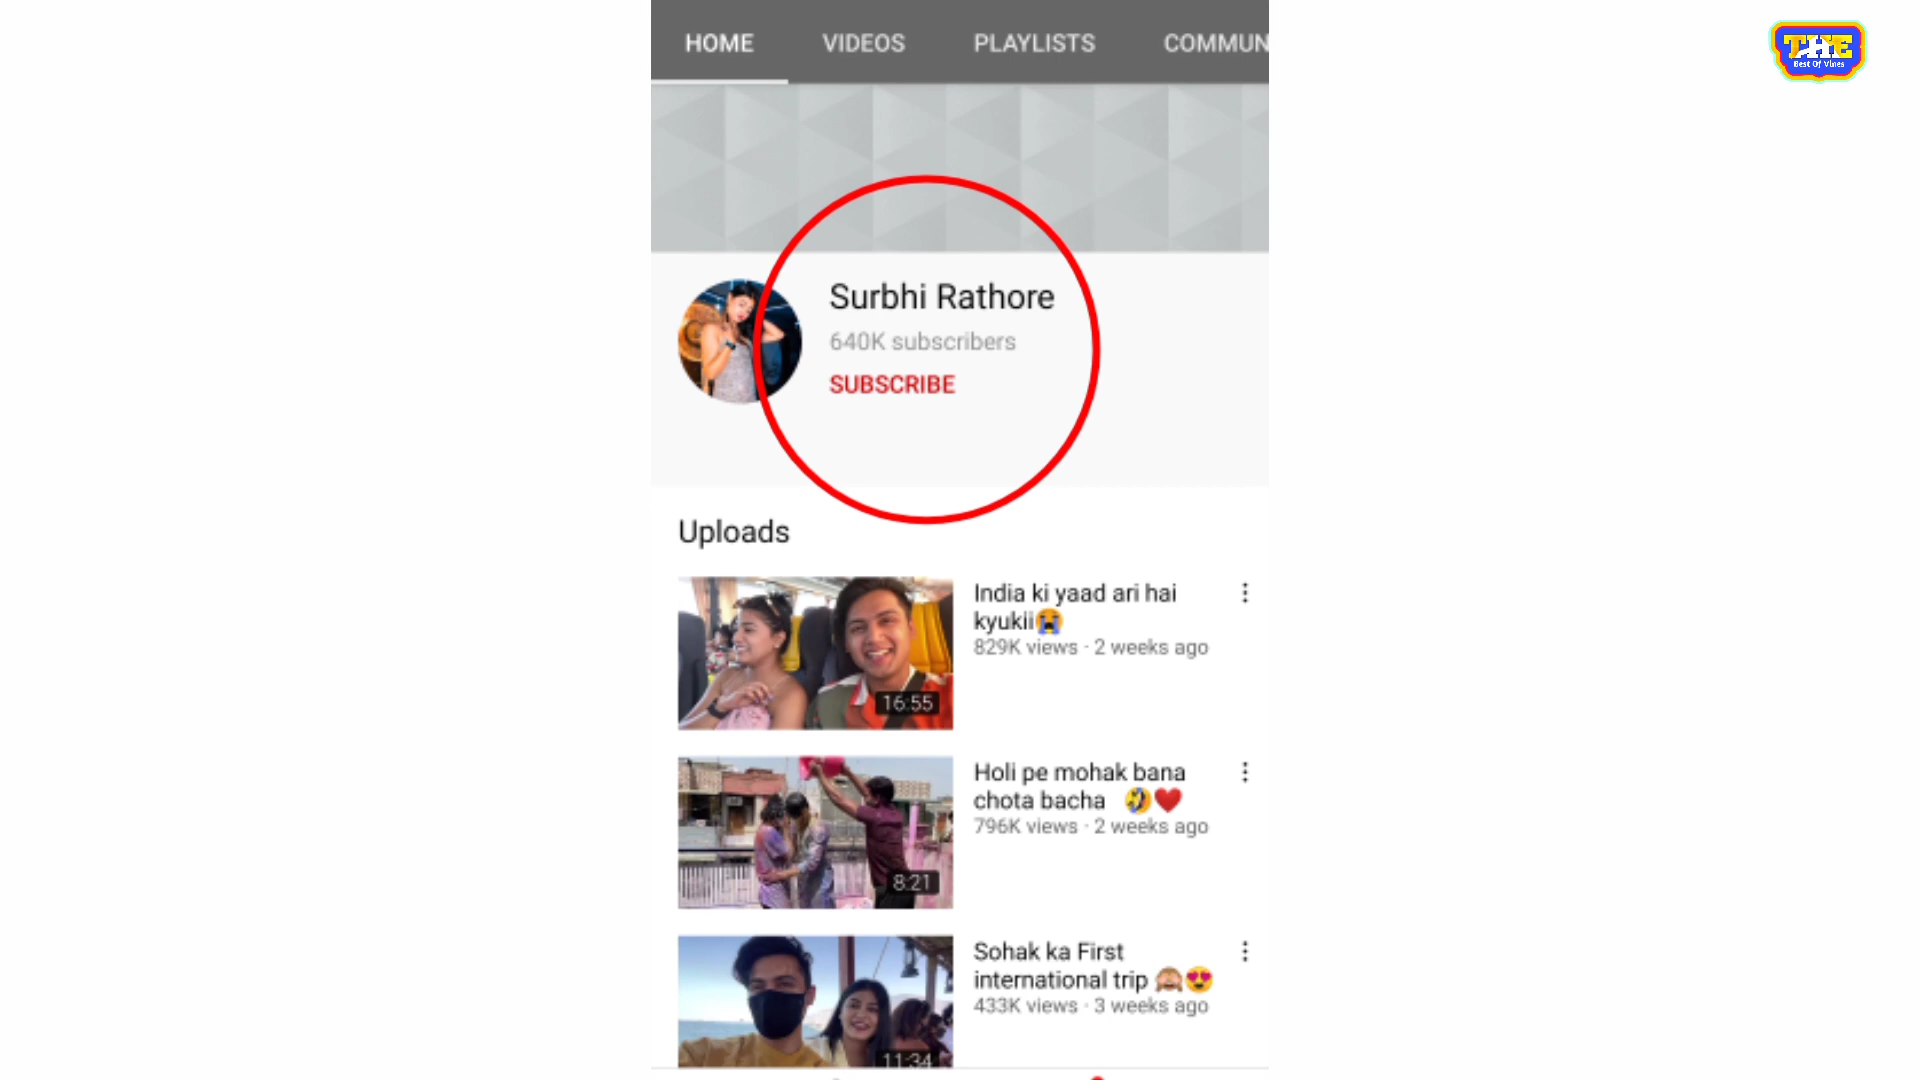 HOME VIDEOS PLAYLISTS COMMUN
THE
Best Of Vines
Surbhi Rathore
640K subscribers
SUBSCRIBE
Uploads
India ki yaad ari hai
kyukii😭
829K views · 2 weeks ago
16:55
Holi pe mohak bana
chota bacha 🤣❤️
796K views · 2 weeks ago
8:21
Sohak ka First
international trip 🙈😍
433K views · 3 weeks ago
11:34